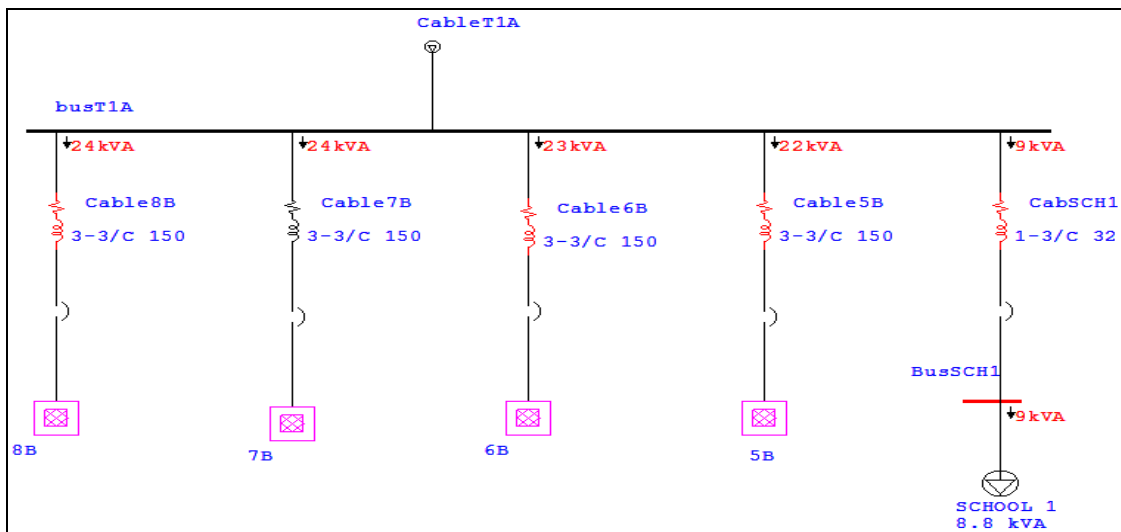 CableT1A
busT1A
24kVA
24kVA
23kVA
22kVA
9kVA
Cable8B
3-3/C 150
Cable7B
3-3/C 150
Cable6B
3-3/C 150
Cable5B
3-3/C 150
CabSCH1
1-3/C 32
BusSCH1
9kVA
8B
7B
6B
5B
SCHOOL 1
8.8 kVA